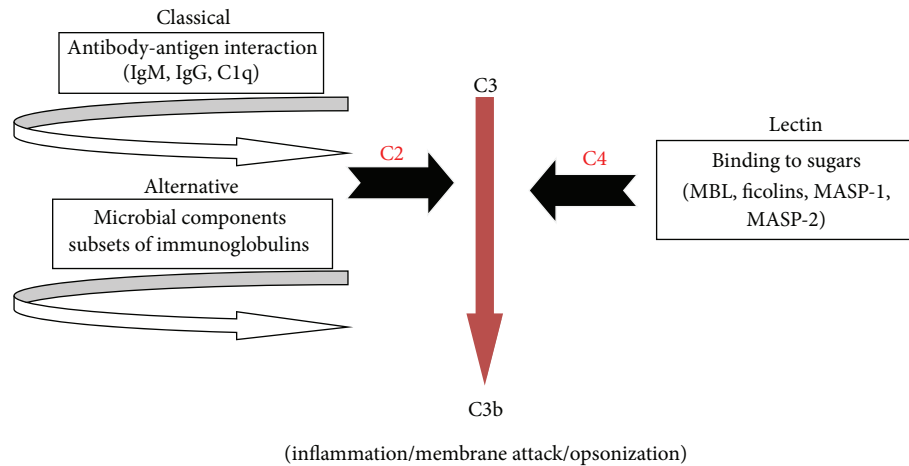 Classical
Antibody-antigen interaction
(IgM, IgG, C1q)
C2
Alternative
Microbial components
subsets of immunoglobulins
C3
C3b
C4
Lectin
Binding to sugars
(MBL, ficolins, MASP-1,
MASP-2)
(inflammation/membrane attack/opsonization)